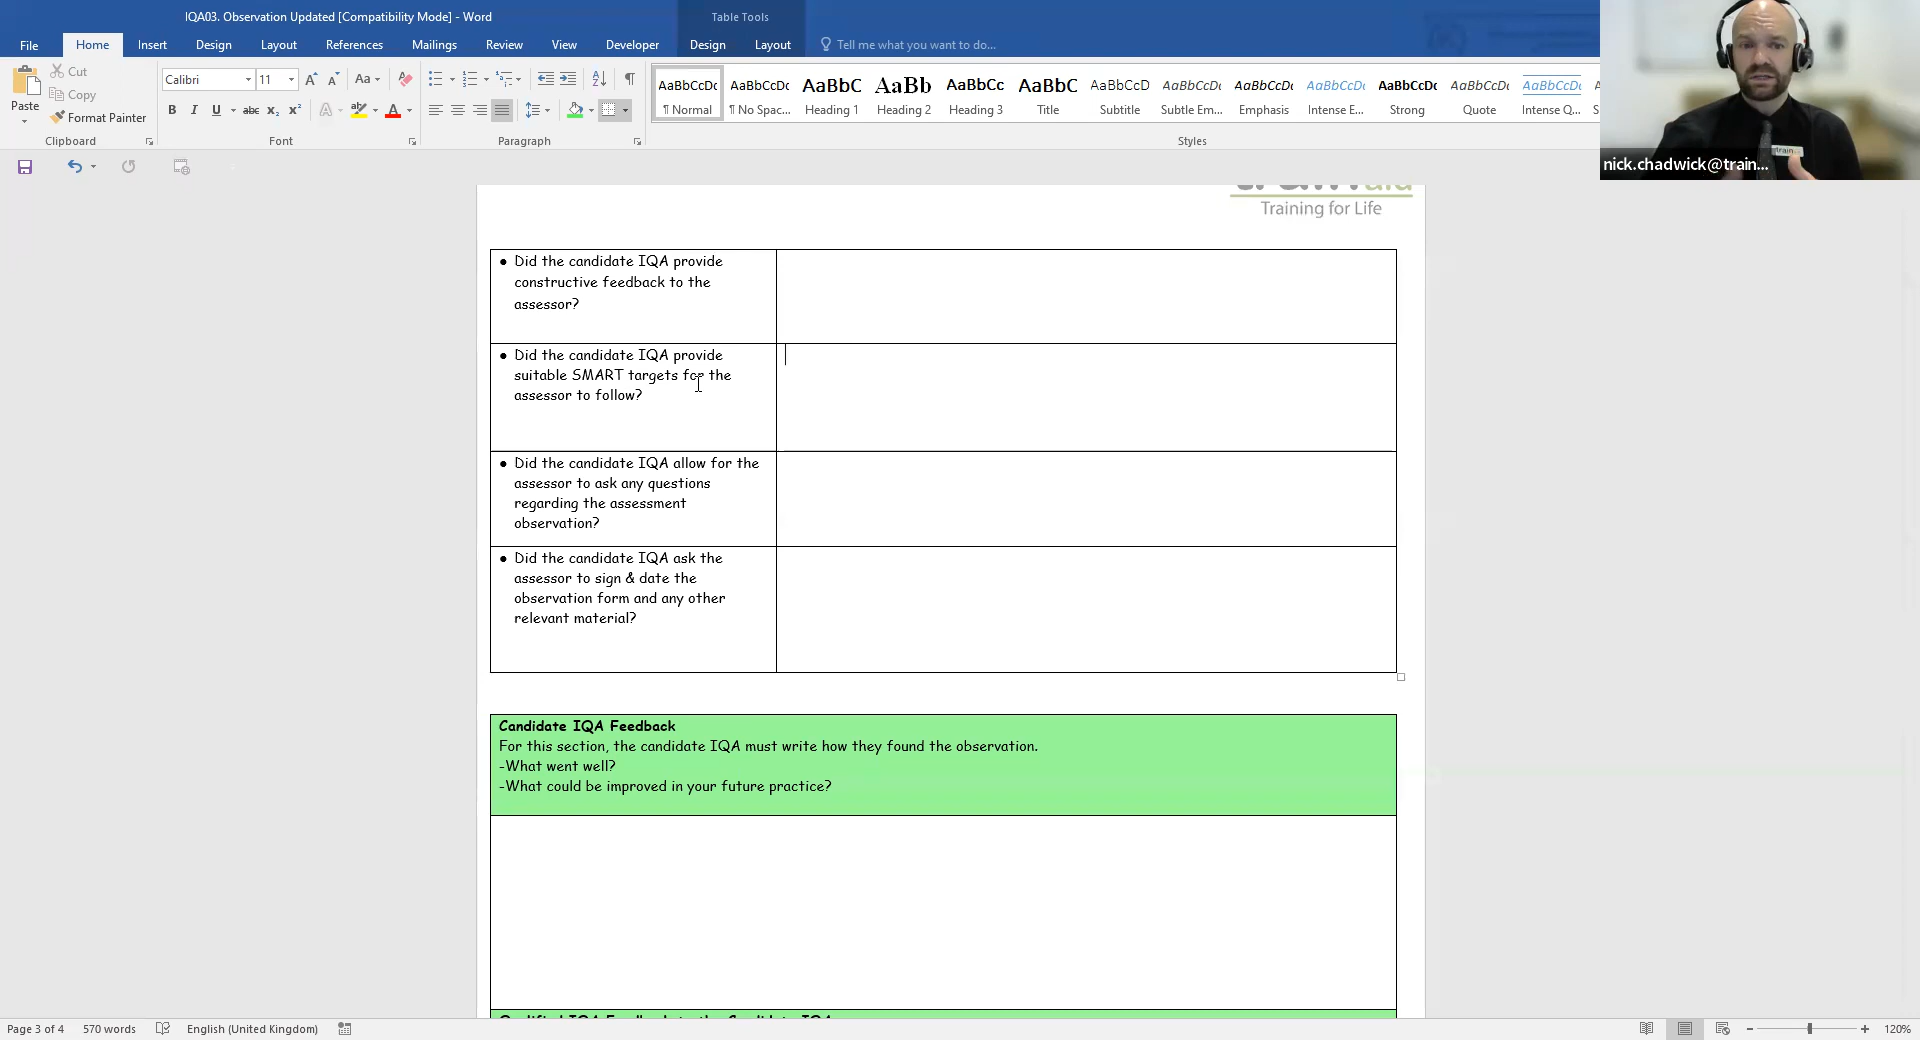 IQA03. Observation Updated [Compatibility Mode] - Word
Table Tools
File Home Insert Design Layout References Mailings Review View Developer Design Layout Tell me what you want to do...
Cut
Copy
Paste
Format Painter
Calibri 11
Aa
B I U abc x₂ x² A ab A
Clipboard Font Paragraph Styles
AaBbCcDc AaBbCcDc AaBbC AaBb AaBbCc AaBbC AaBbCcD AaBbCcDc AaBbCcDc AaBbCcDc AaBbCcDc AaBbCcDc AaBbCcDc
¶ Normal ¶ No Spac... Heading 1 Heading 2 Heading 3 Title Subtitle Subtle Em... Emphasis Intense E... Strong Quote Intense Q...
train
nick.chadwick@train...
Training for Life
• Did the candidate IQA provide
constructive feedback to the
assessor?
• Did the candidate IQA provide
suitable SMART targets for the
assessor to follow?
• Did the candidate IQA allow for the
assessor to ask any questions
regarding the assessment
observation?
• Did the candidate IQA ask the
assessor to sign & date the
observation form and any other
relevant material?
Candidate IQA Feedback
For this section, the candidate IQA must write how they found the observation.
-What went well?
-What could be improved in your future practice?
Page 3 of 4 570 words English (United Kingdom) 120%